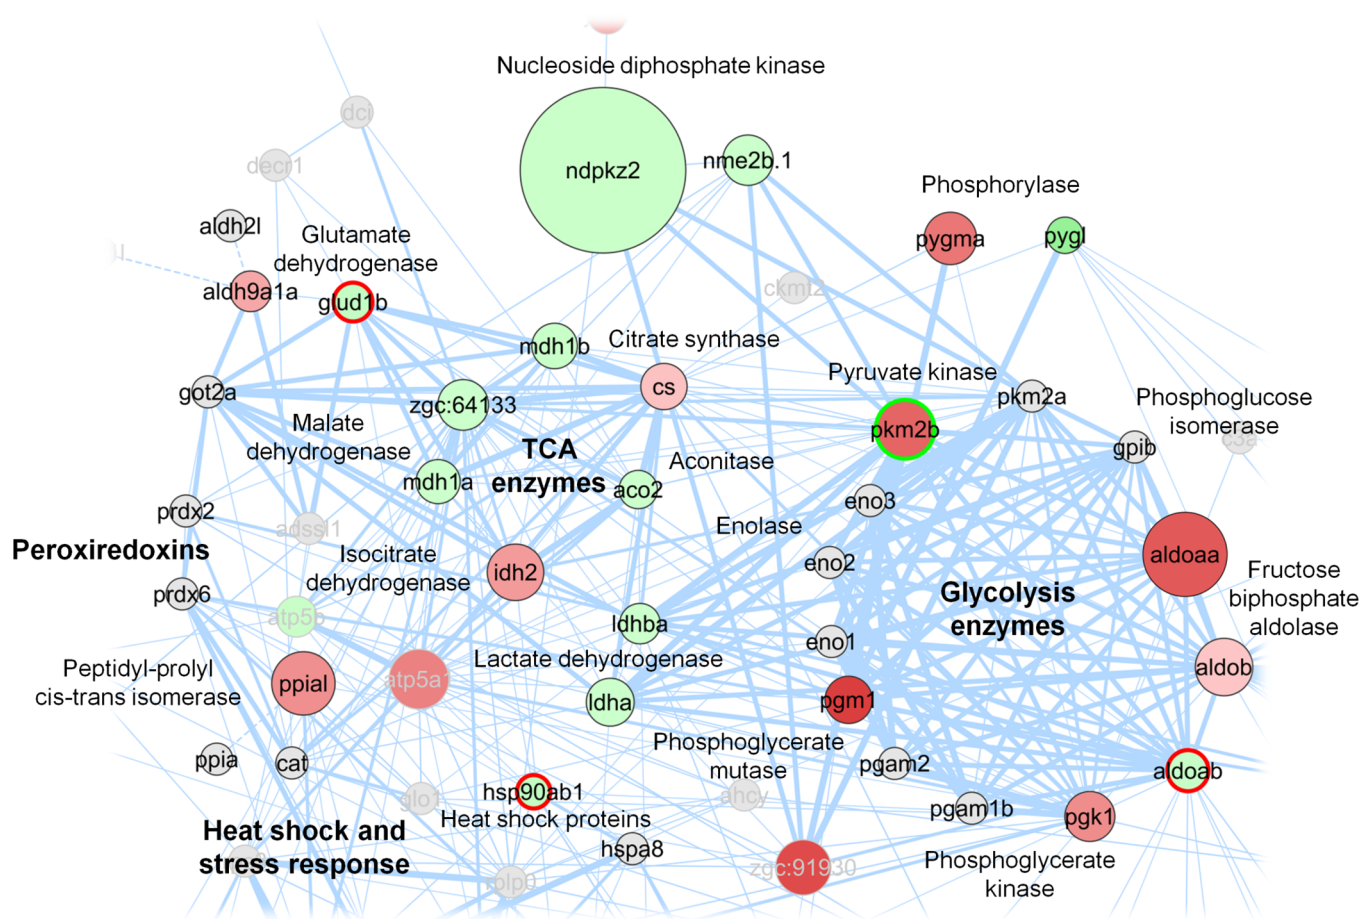 Nucleoside diphosphate kinase
dci
ndpkz2
nme2b.1
decr1
Phosphorylase
aldh2l
Glutamate
dehydrogenase
pygma
pygl
aldh9a1a
glud1b
ckmt2
mdh1b
Citrate synthase
cs
Pyruvate kinase
got2a
zgc:64133
pkm2a
Phosphoglucose
isomerase
Malate
dehydrogenase
TCA
enzymes
pkm2b
c3a
gpib
Aconitase
mdh1a
aco2
eno3
prdx2
adssl1
Enolase
Peroxiredoxins
Isocitrate
dehydrogenase
idh2
eno2
aldoaa
Glycolysis
enzymes
Fructose
biphosphate
aldolase
prdx6
atp5b
ldhba
eno1
Lactate dehydrogenase
Peptidyl-prolyl
cis-trans isomerase
ppial
atp5a1
ldha
pgm1
aldob
Phosphoglycerate
mutase
ppia
cat
pgam2
aldoab
glo1
hsp90ab1
ahcy
Heat shock proteins
pgam1b
pgk1
Heat shock and
stress response
hspa8
zgc:91930
Phosphoglycerate
kinase
rplp0